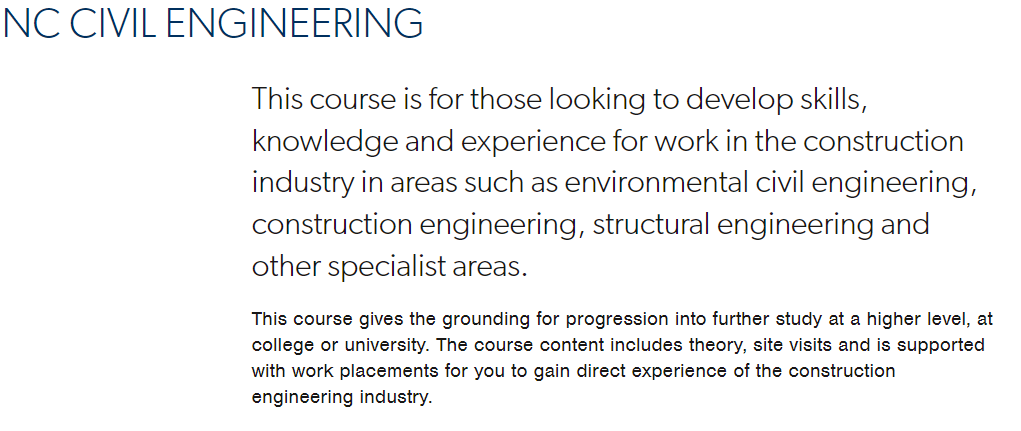 NC CIVIL ENGINEERING
This course is for those looking to develop skills,
knowledge and experience for work in the construction
industry in areas such as environmental civil engineering,
construction engineering, structural engineering and
other specialist areas.
This course gives the grounding for progression into further study at a higher level, at
college or university. The course content includes theory, site visits and is supported
with work placements for you to gain direct experience of the construction
engineering industry.